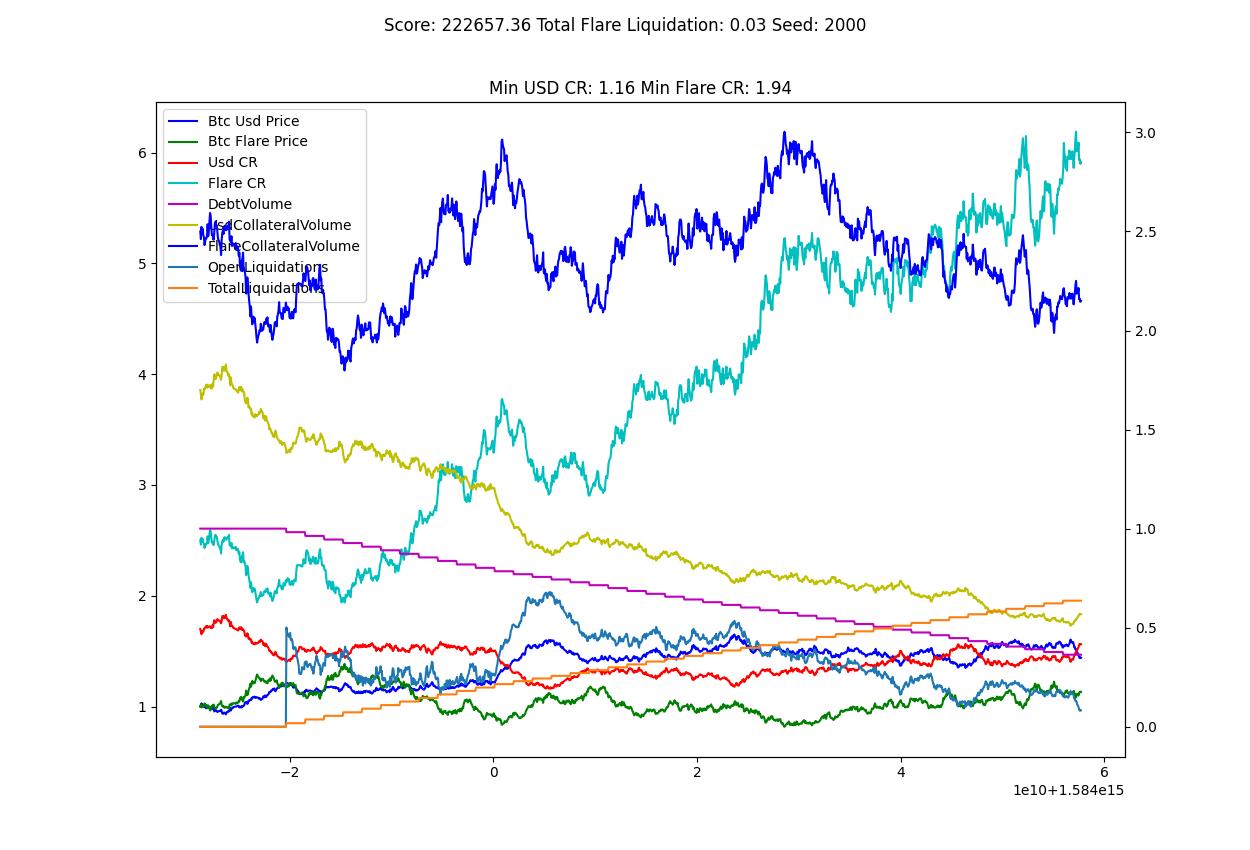 Score: 222657.36 Total Flare Liquidation: 0.03 Seed: 2000
Min USD CR: 1.16 Min Flare CR: 1.94
Btc Usd Price
Btc Flare Price
Usd CR
Flare CR
DebtVolume
UsdCollateralVolume
FlareCollateralVolume
OpenLiquidations
TotalLiquidations
6
5
4
3
2
1
3.0
2.5
2.0
1.5
1.0
0.5
0.0
−2
0
2
4
6
1e10+1.584e15